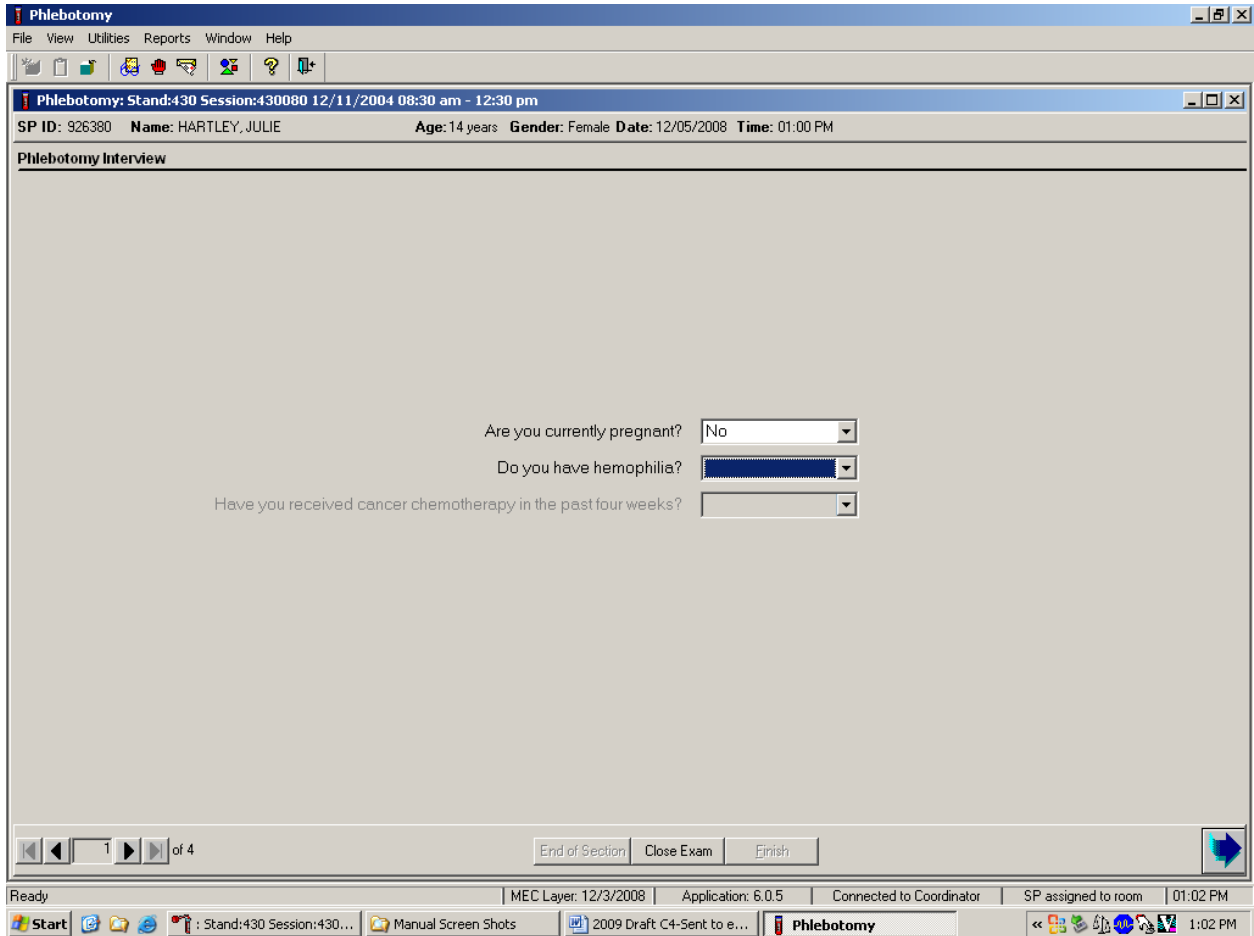 Phlebotomy
File View Utilities Reports Window Help
Phlebotomy: Stand:430 Session:430080 12/11/2004 08:30 am - 12:30 pm
SP ID: 926380 Name: HARTLEY, JULIE Age: 14 years Gender: Female Date: 12/05/2008 Time: 01:00 PM
Phlebotomy Interview
Are you currently pregnant? No
Do you have hemophilia?
Have you received cancer chemotherapy in the past four weeks?
1 of 4 End of Section Close Exam Finish
Ready MEC Layer: 12/3/2008 Application: 6.0.5 Connected to Coordinator SP assigned to room 01:02 PM
Start : Stand:430 Session:430... Manual Screen Shots 2009 Draft C4-Sent to e... Phlebotomy « 1:02 PM